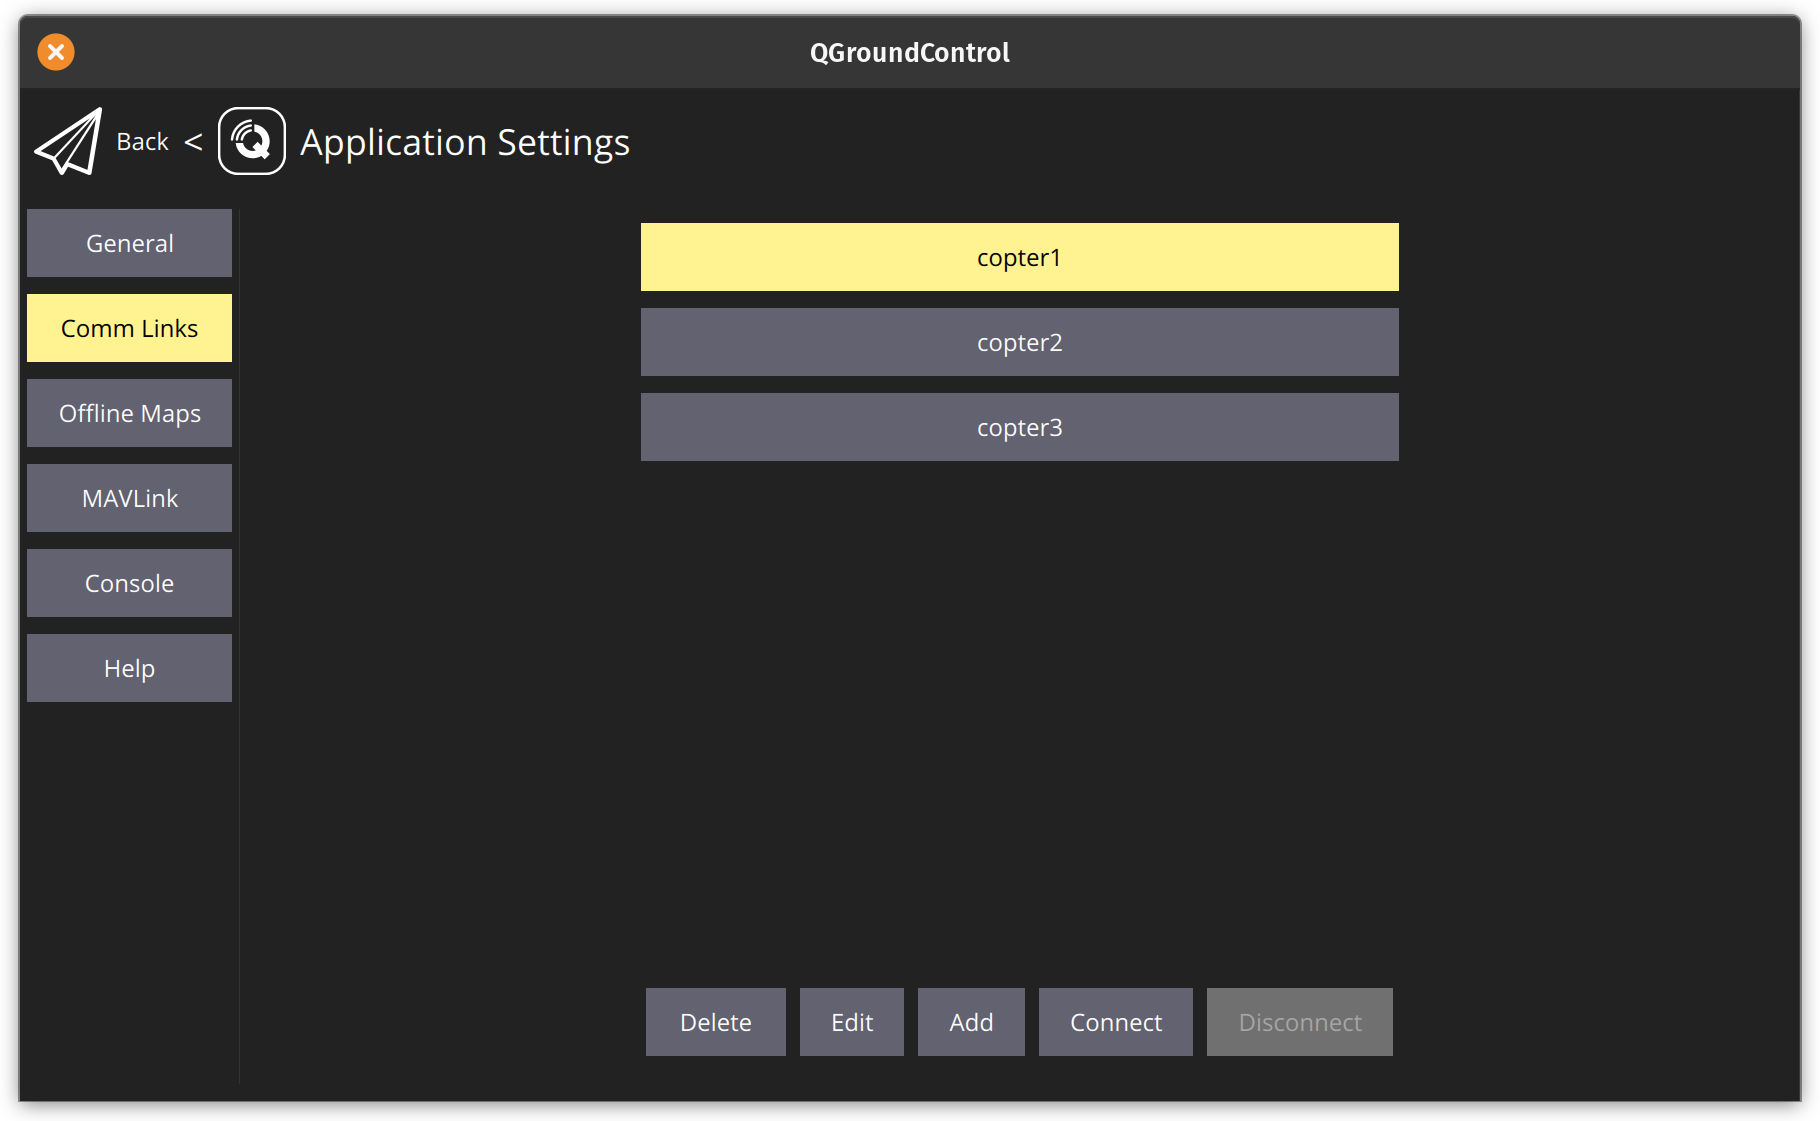 QGroundControl
Back < Application Settings
General
Comm Links
Offline Maps
MAVLink
Console
Help
copter1
copter2
copter3
Delete Edit Add Connect Disconnect